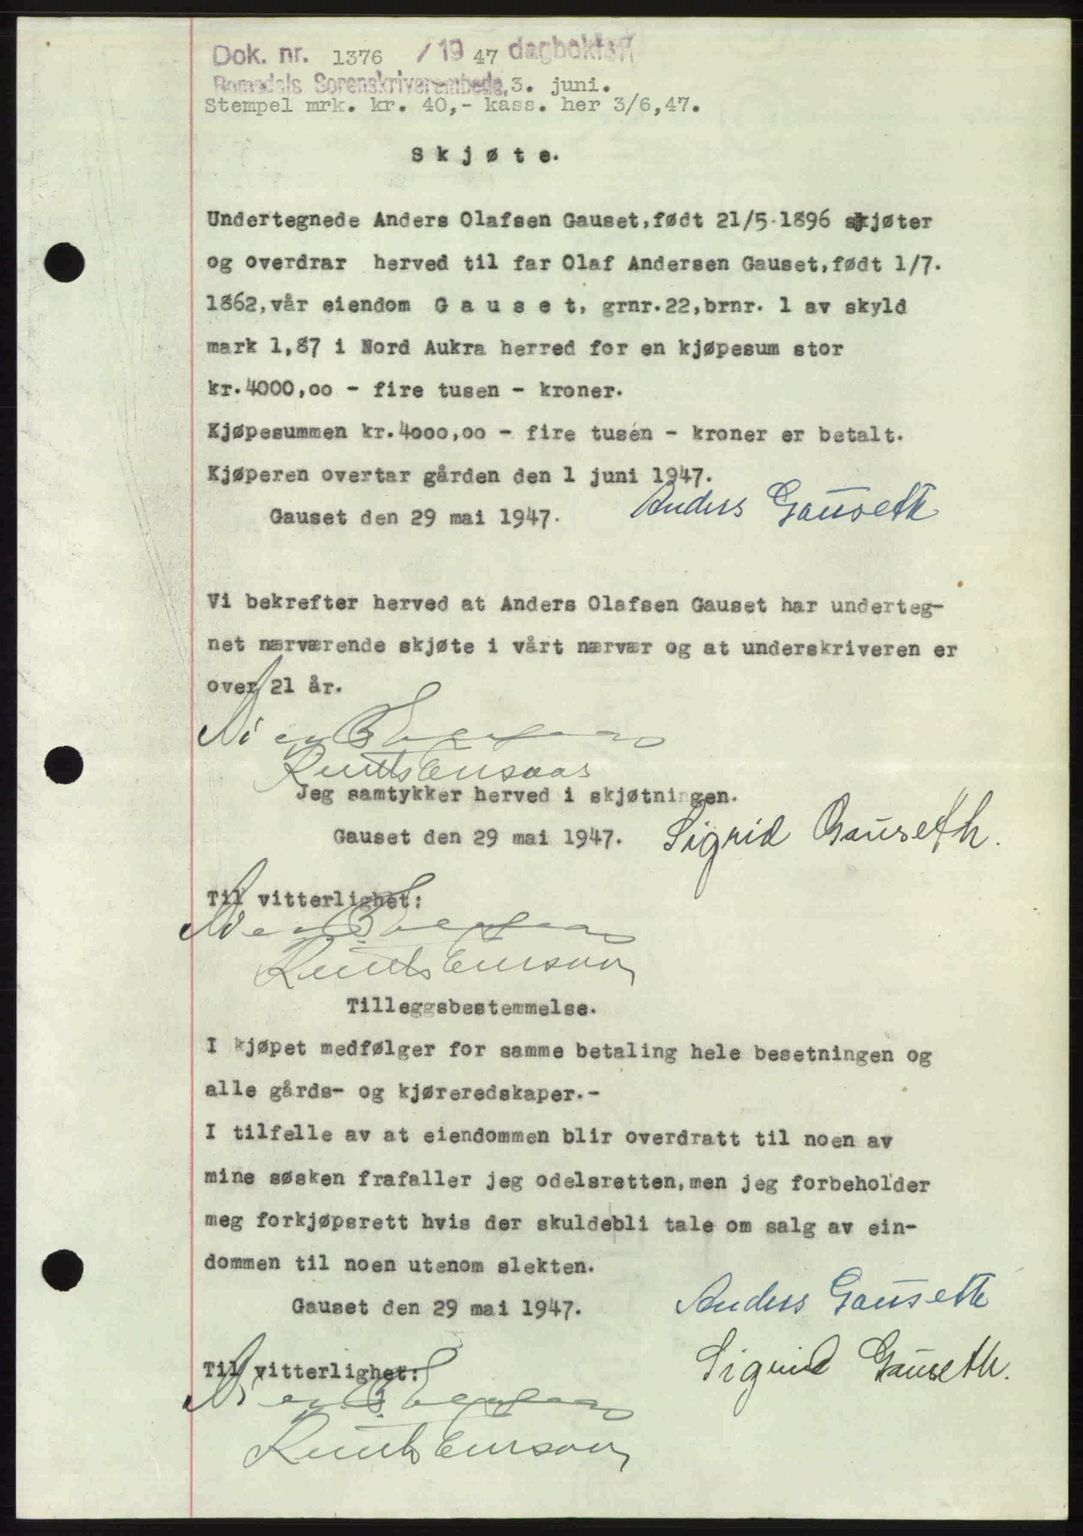 Dok. nr. 1376 / 19 47 dagbokført
Romsdals Sorenskriverembede, 3. juni.
Stempel mrk. kr. 40,- kass. her 3/6,47.
S k j ø t e.
Undertegnede Anders Olafsen Gauset,født 21/5-1896 skjøter
og overdrar herved til far Olaf Andersen Gauset,født 1/7-
1862,vår eiendom G a u s e t, grnr.22,brnr. 1 av skyld
mark 1,87 i Nord Aukra herred for en kjøpesum stor
kr.4000,oo - fire tusen - kroner.
Kjøpesummen kr.4ooo,oo - fire tusen - kroner er betalt.
Kjøperen overtar gården den 1 juni 1947.
Gauset den 29 mai 1947. Anders Gauseth
Vi bekrefter herved at Anders Olafsen Gauset har underteg-
net nærværende skjøte i vårt nærvær og at underskriveren er
over 21 år.
Jeg samtykker herved i skjøtningen.
Gauset den 29 mai 1947. Sigrid Gauseth.
Til vitterlighet:
Tilleggsbestemmelse.
I kjøpet medfølger for samme betaling hele besetningen og
alle gårds- og kjøreredskaper.-
I tilfelle av at eiendommen blir overdratt til noen av
mine søsken frafaller jeg odelsretten,men jeg forbeholder
meg forkjøpsrett hvis der skuldebli tale om salg av ein-
dommen til noen utenom slekten.
Gauset den 29 mai 1947. Anders Gauseth
Sigrid Gauseth.
Til vitterlighet: